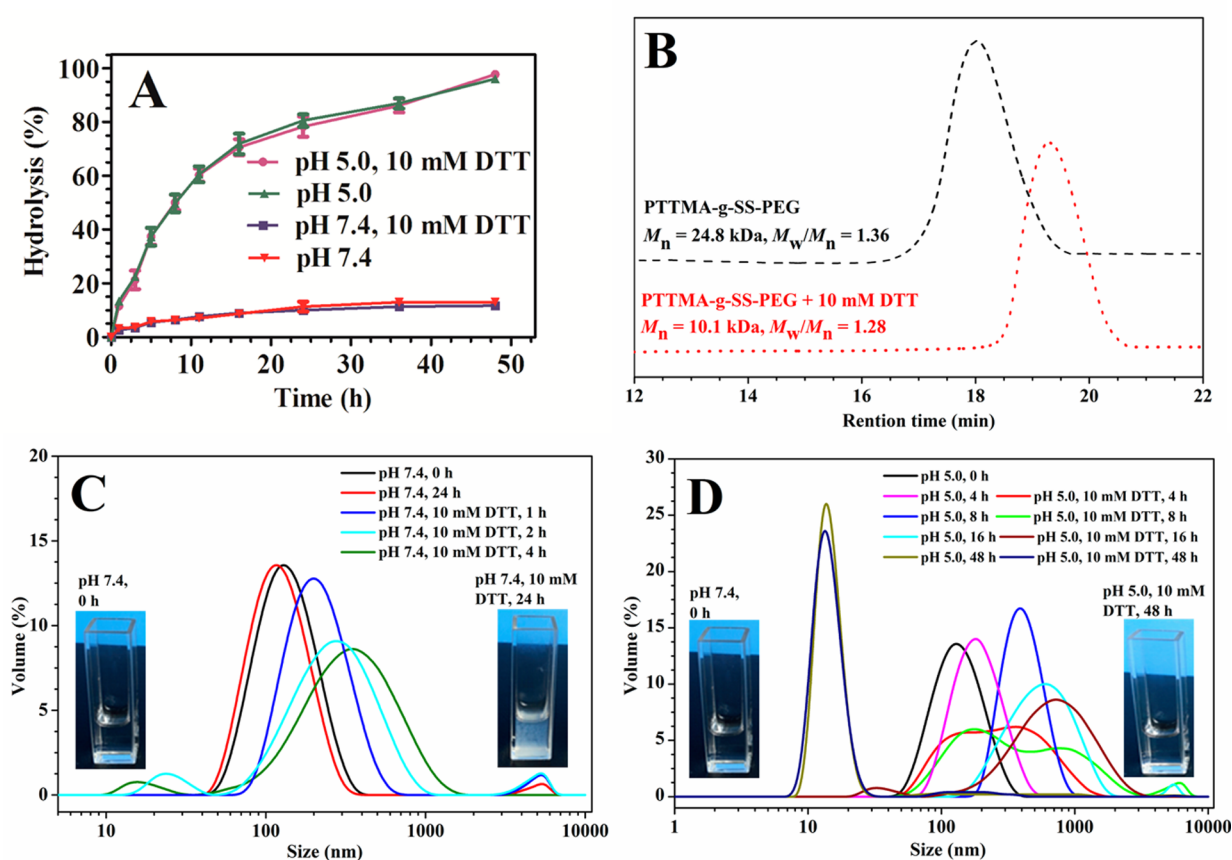 A
Hydrolysis (%)
100
80
60
40
20
0
pH 5.0, 10 mM DTT
pH 5.0
pH 7.4, 10 mM DTT
pH 7.4
0 10 20 30 40 50
Time (h)
B
PTTMA-g-SS-PEG
Mn = 24.8 kDa, Mw/Mn = 1.36
PTTMA-g-SS-PEG + 10 mM DTT
Mn = 10.1 kDa, Mw/Mn = 1.28
12 14 16 18 20 22
Rention time (min)
C
Volume (%)
20
15
10
5
0
pH 7.4, 0 h
pH 7.4, 24 h
pH 7.4, 10 mM DTT, 1 h
pH 7.4, 10 mM DTT, 2 h
pH 7.4, 10 mM DTT, 4 h
pH 7.4,
0 h
pH 7.4, 10 mM
DTT, 24 h
10 100 1000 10000
Size (nm)
D
Volume (%)
30
25
20
15
10
5
0
pH 5.0, 0 h
pH 5.0, 4 h pH 5.0, 10 mM DTT, 4 h
pH 5.0, 8 h pH 5.0, 10 mM DTT, 8 h
pH 5.0, 16 h pH 5.0, 10 mM DTT, 16 h
pH 5.0, 48 h pH 5.0, 10 mM DTT, 48 h
pH 7.4,
0 h
pH 5.0, 10 mM
DTT, 48 h
1 10 100 1000 10000
Size (nm)